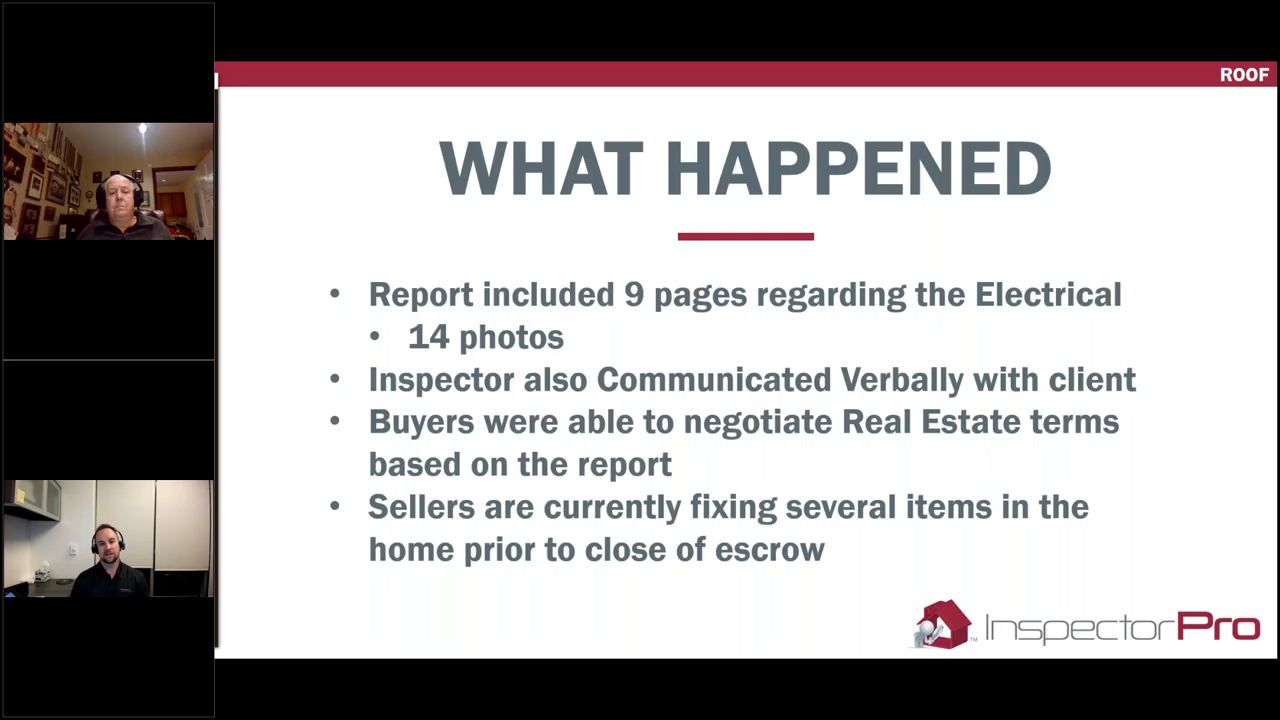 ROOF
WHAT HAPPENED
• Report included 9 pages regarding the Electrical
• 14 photos
• Inspector also Communicated Verbally with client
• Buyers were able to negotiate Real Estate terms
based on the report
• Sellers are currently fixing several items in the
home prior to close of escrow
InspectorPro